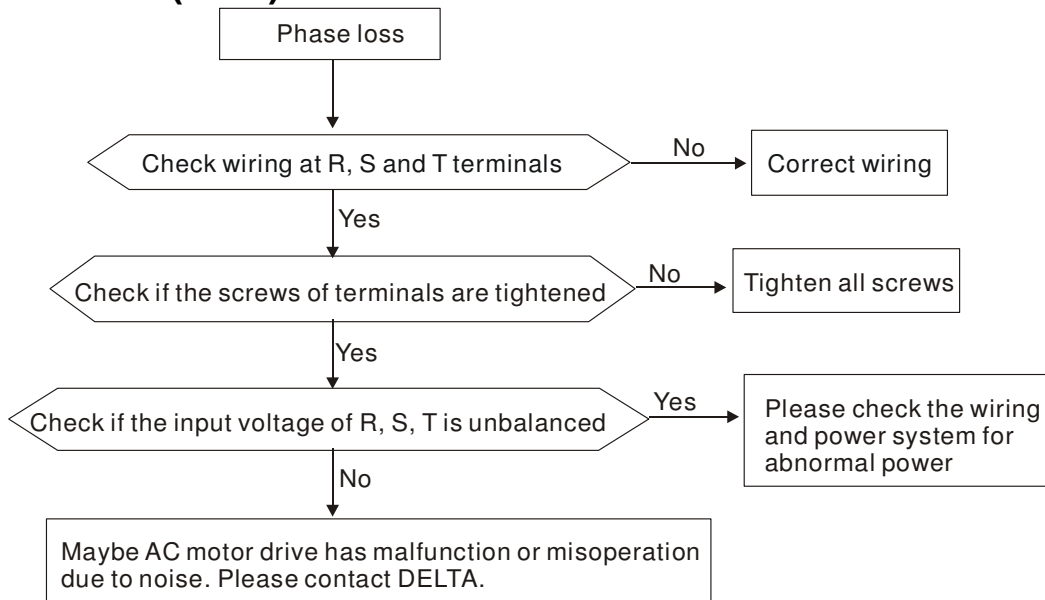 Phase loss
Check wiring at R, S and T terminals
No
Correct wiring
Yes
Check if the screws of terminals are tightened
No
Tighten all screws
Yes
Check if the input voltage of R, S, T is unbalanced
Yes
Please check the wiring
and power system for
abnormal power
No
Maybe AC motor drive has malfunction or misoperation
due to noise. Please contact DELTA.